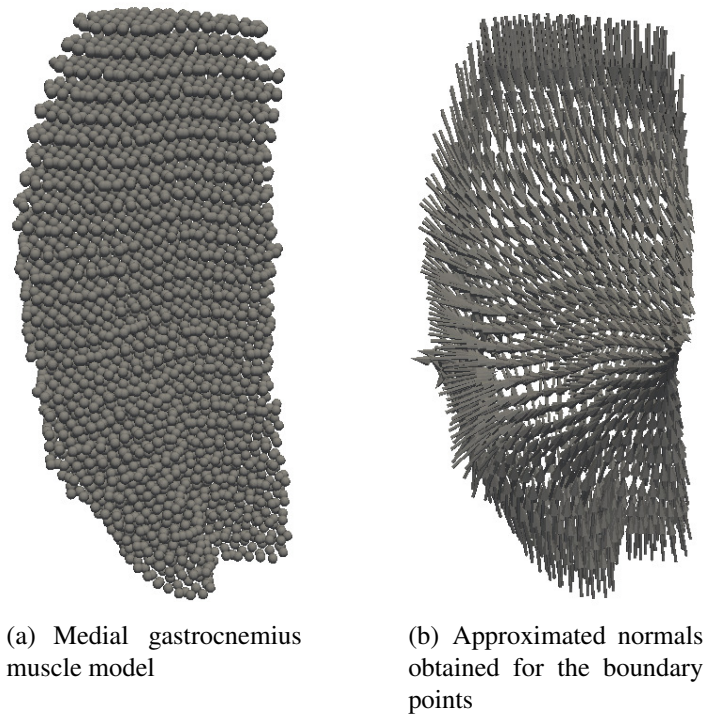 (a) Medial gastrocnemius
muscle model
(b) Approximated normals
obtained for the boundary
points